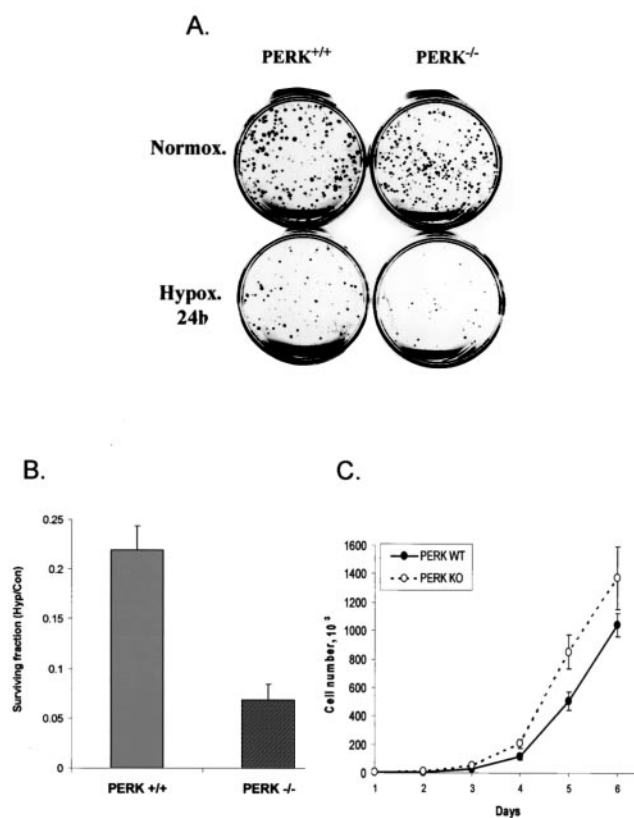 A.
PERK+/+ PERK-/-
Normox.
Hypox.
24h
B.
Surviving fraction (Hyp/Con)
0.25
0.2
0.15
0.1
0.05
0
PERK +/+ PERK -/-
C.
PERK WT
PERK KO
Cell number, 10⁻³
1600
1400
1200
1000
800
600
400
200
0
1 2 3 4 5 6
Days